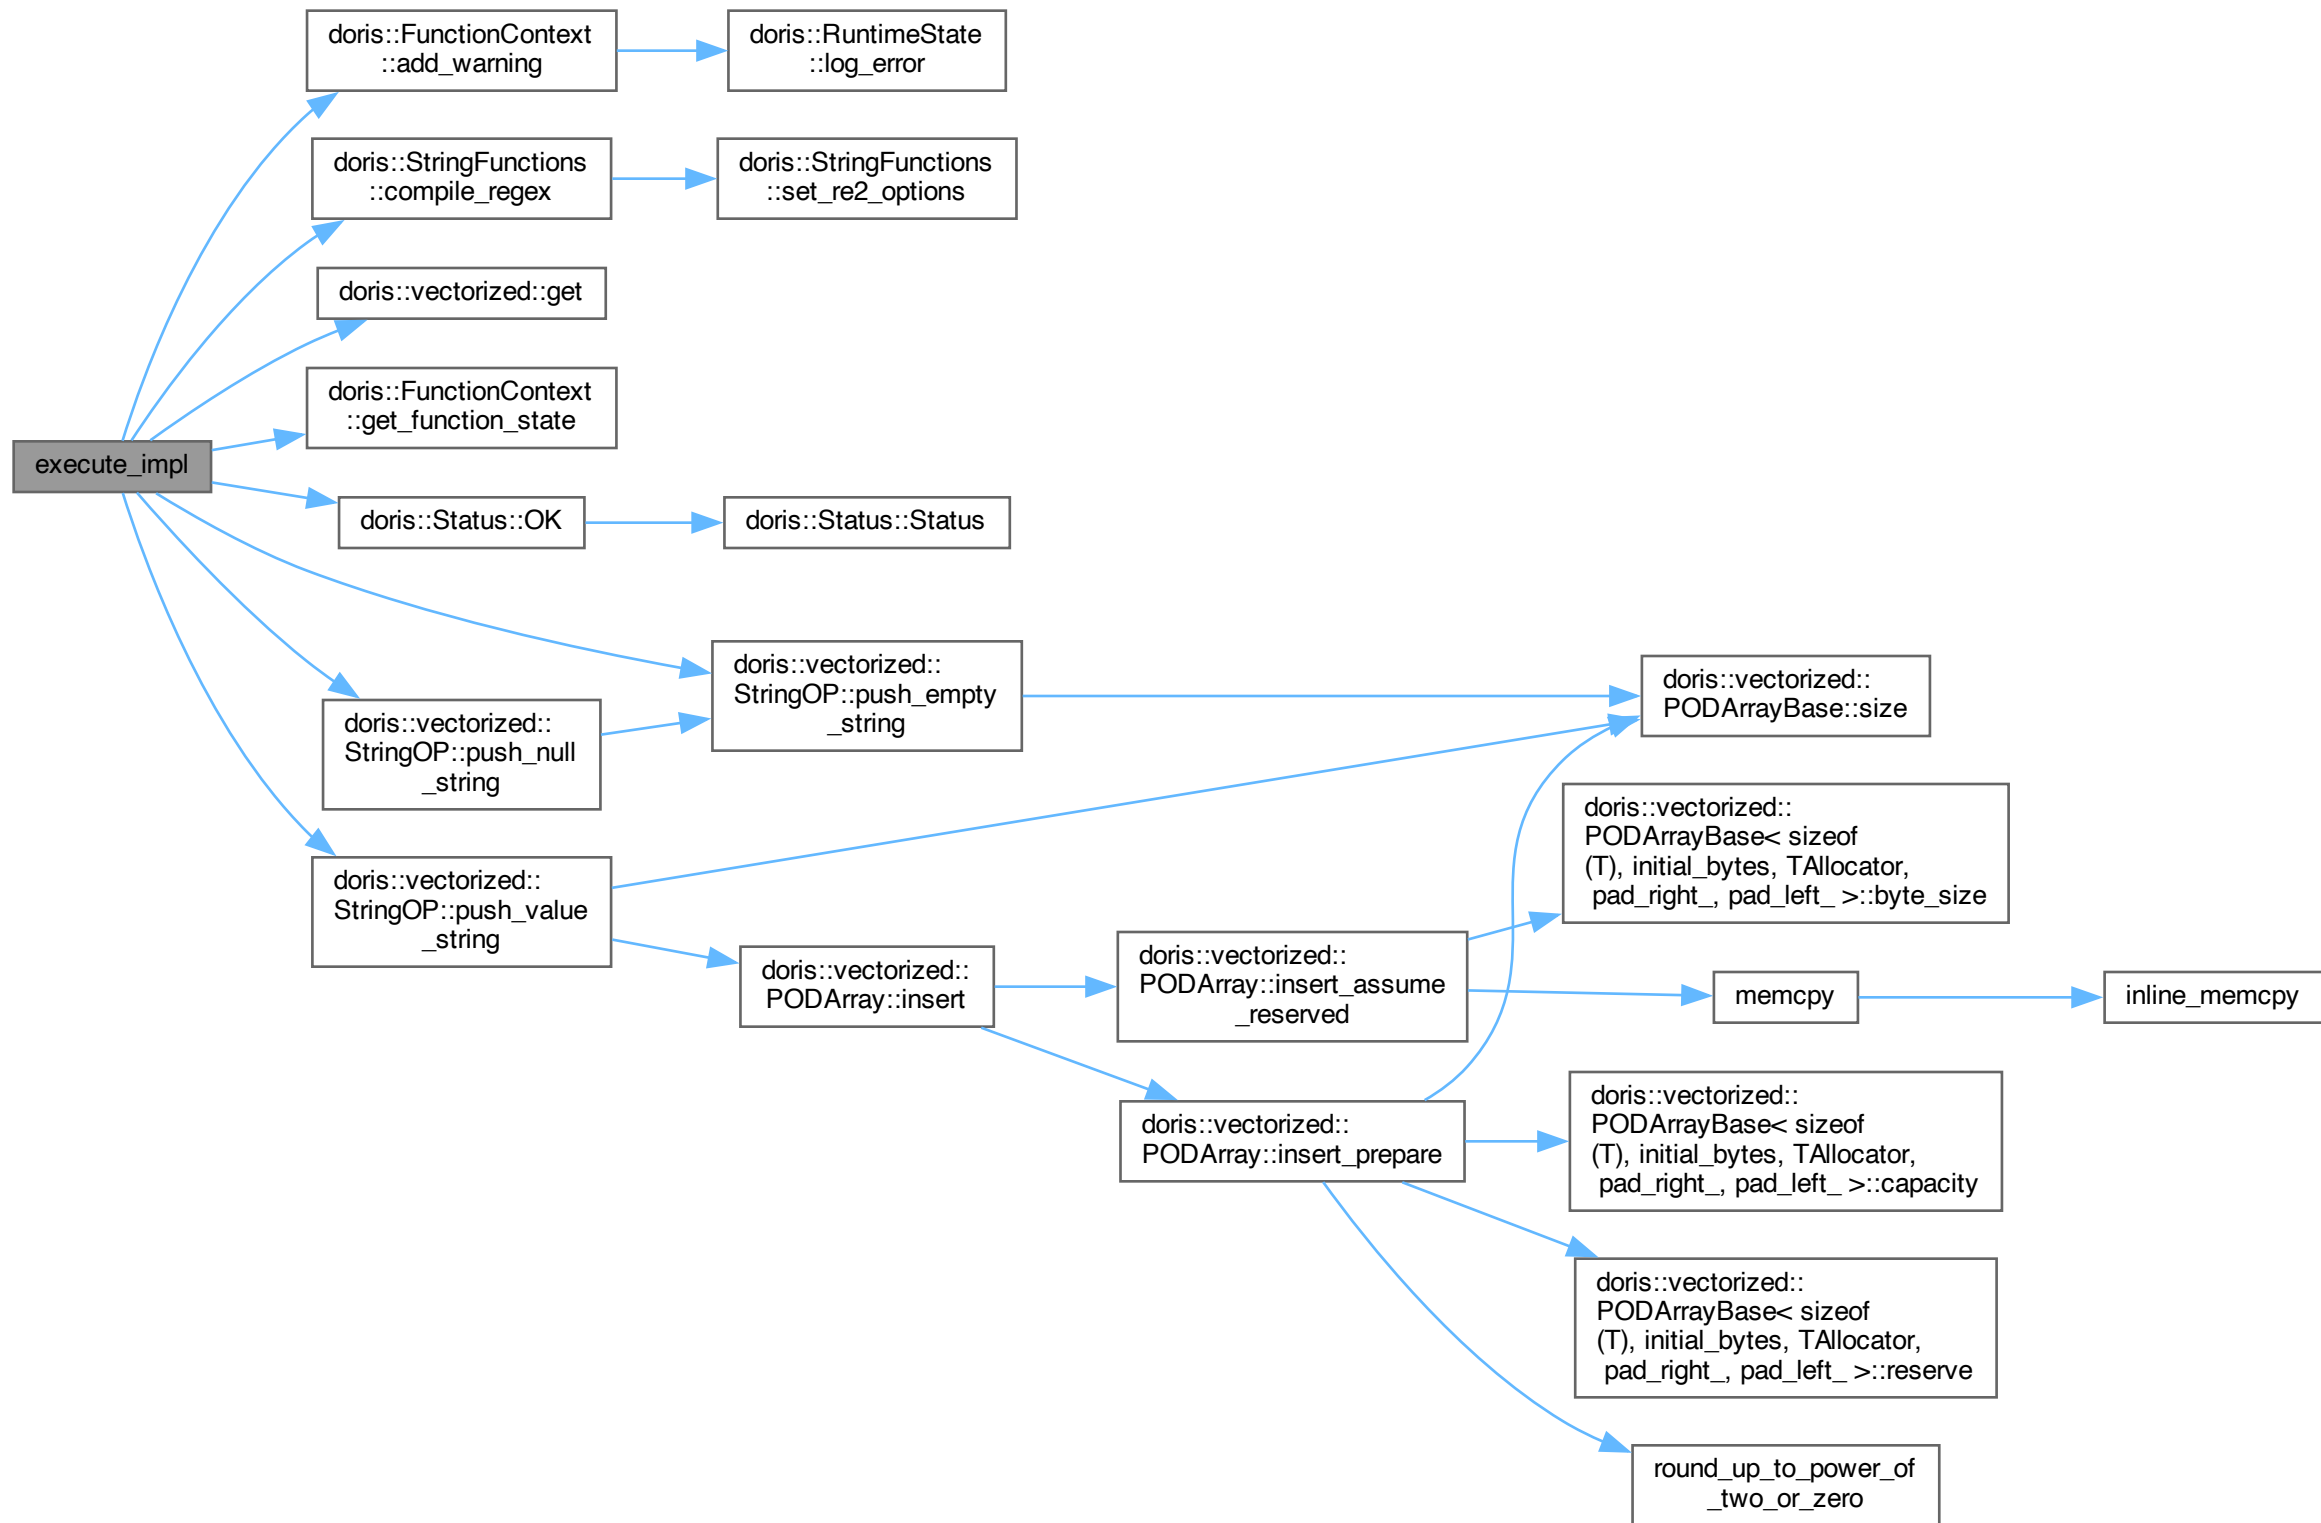 doris::FunctionContext
::add_warning
doris::RuntimeState
::log_error
doris::StringFunctions
::compile_regex
doris::StringFunctions
::set_re2_options
doris::vectorized::get
doris::FunctionContext
::get_function_state
execute_impl
doris::Status::OK
doris::Status::Status
doris::vectorized::
StringOP::push_empty
_string
doris::vectorized::
PODArrayBase::size
doris::vectorized::
StringOP::push_null
_string
doris::vectorized::
PODArrayBase< sizeof
(T), initial_bytes, TAllocator,
pad_right_, pad_left_ >::byte_size
doris::vectorized::
StringOP::push_value
_string
doris::vectorized::
PODArray::insert
doris::vectorized::
PODArray::insert_assume
_reserved
memcpy
inline_memcpy
doris::vectorized::
PODArray::insert_prepare
doris::vectorized::
PODArrayBase< sizeof
(T), initial_bytes, TAllocator,
pad_right_, pad_left_ >::capacity
doris::vectorized::
PODArrayBase< sizeof
(T), initial_bytes, TAllocator,
pad_right_, pad_left_ >::reserve
round_up_to_power_of
_two_or_zero